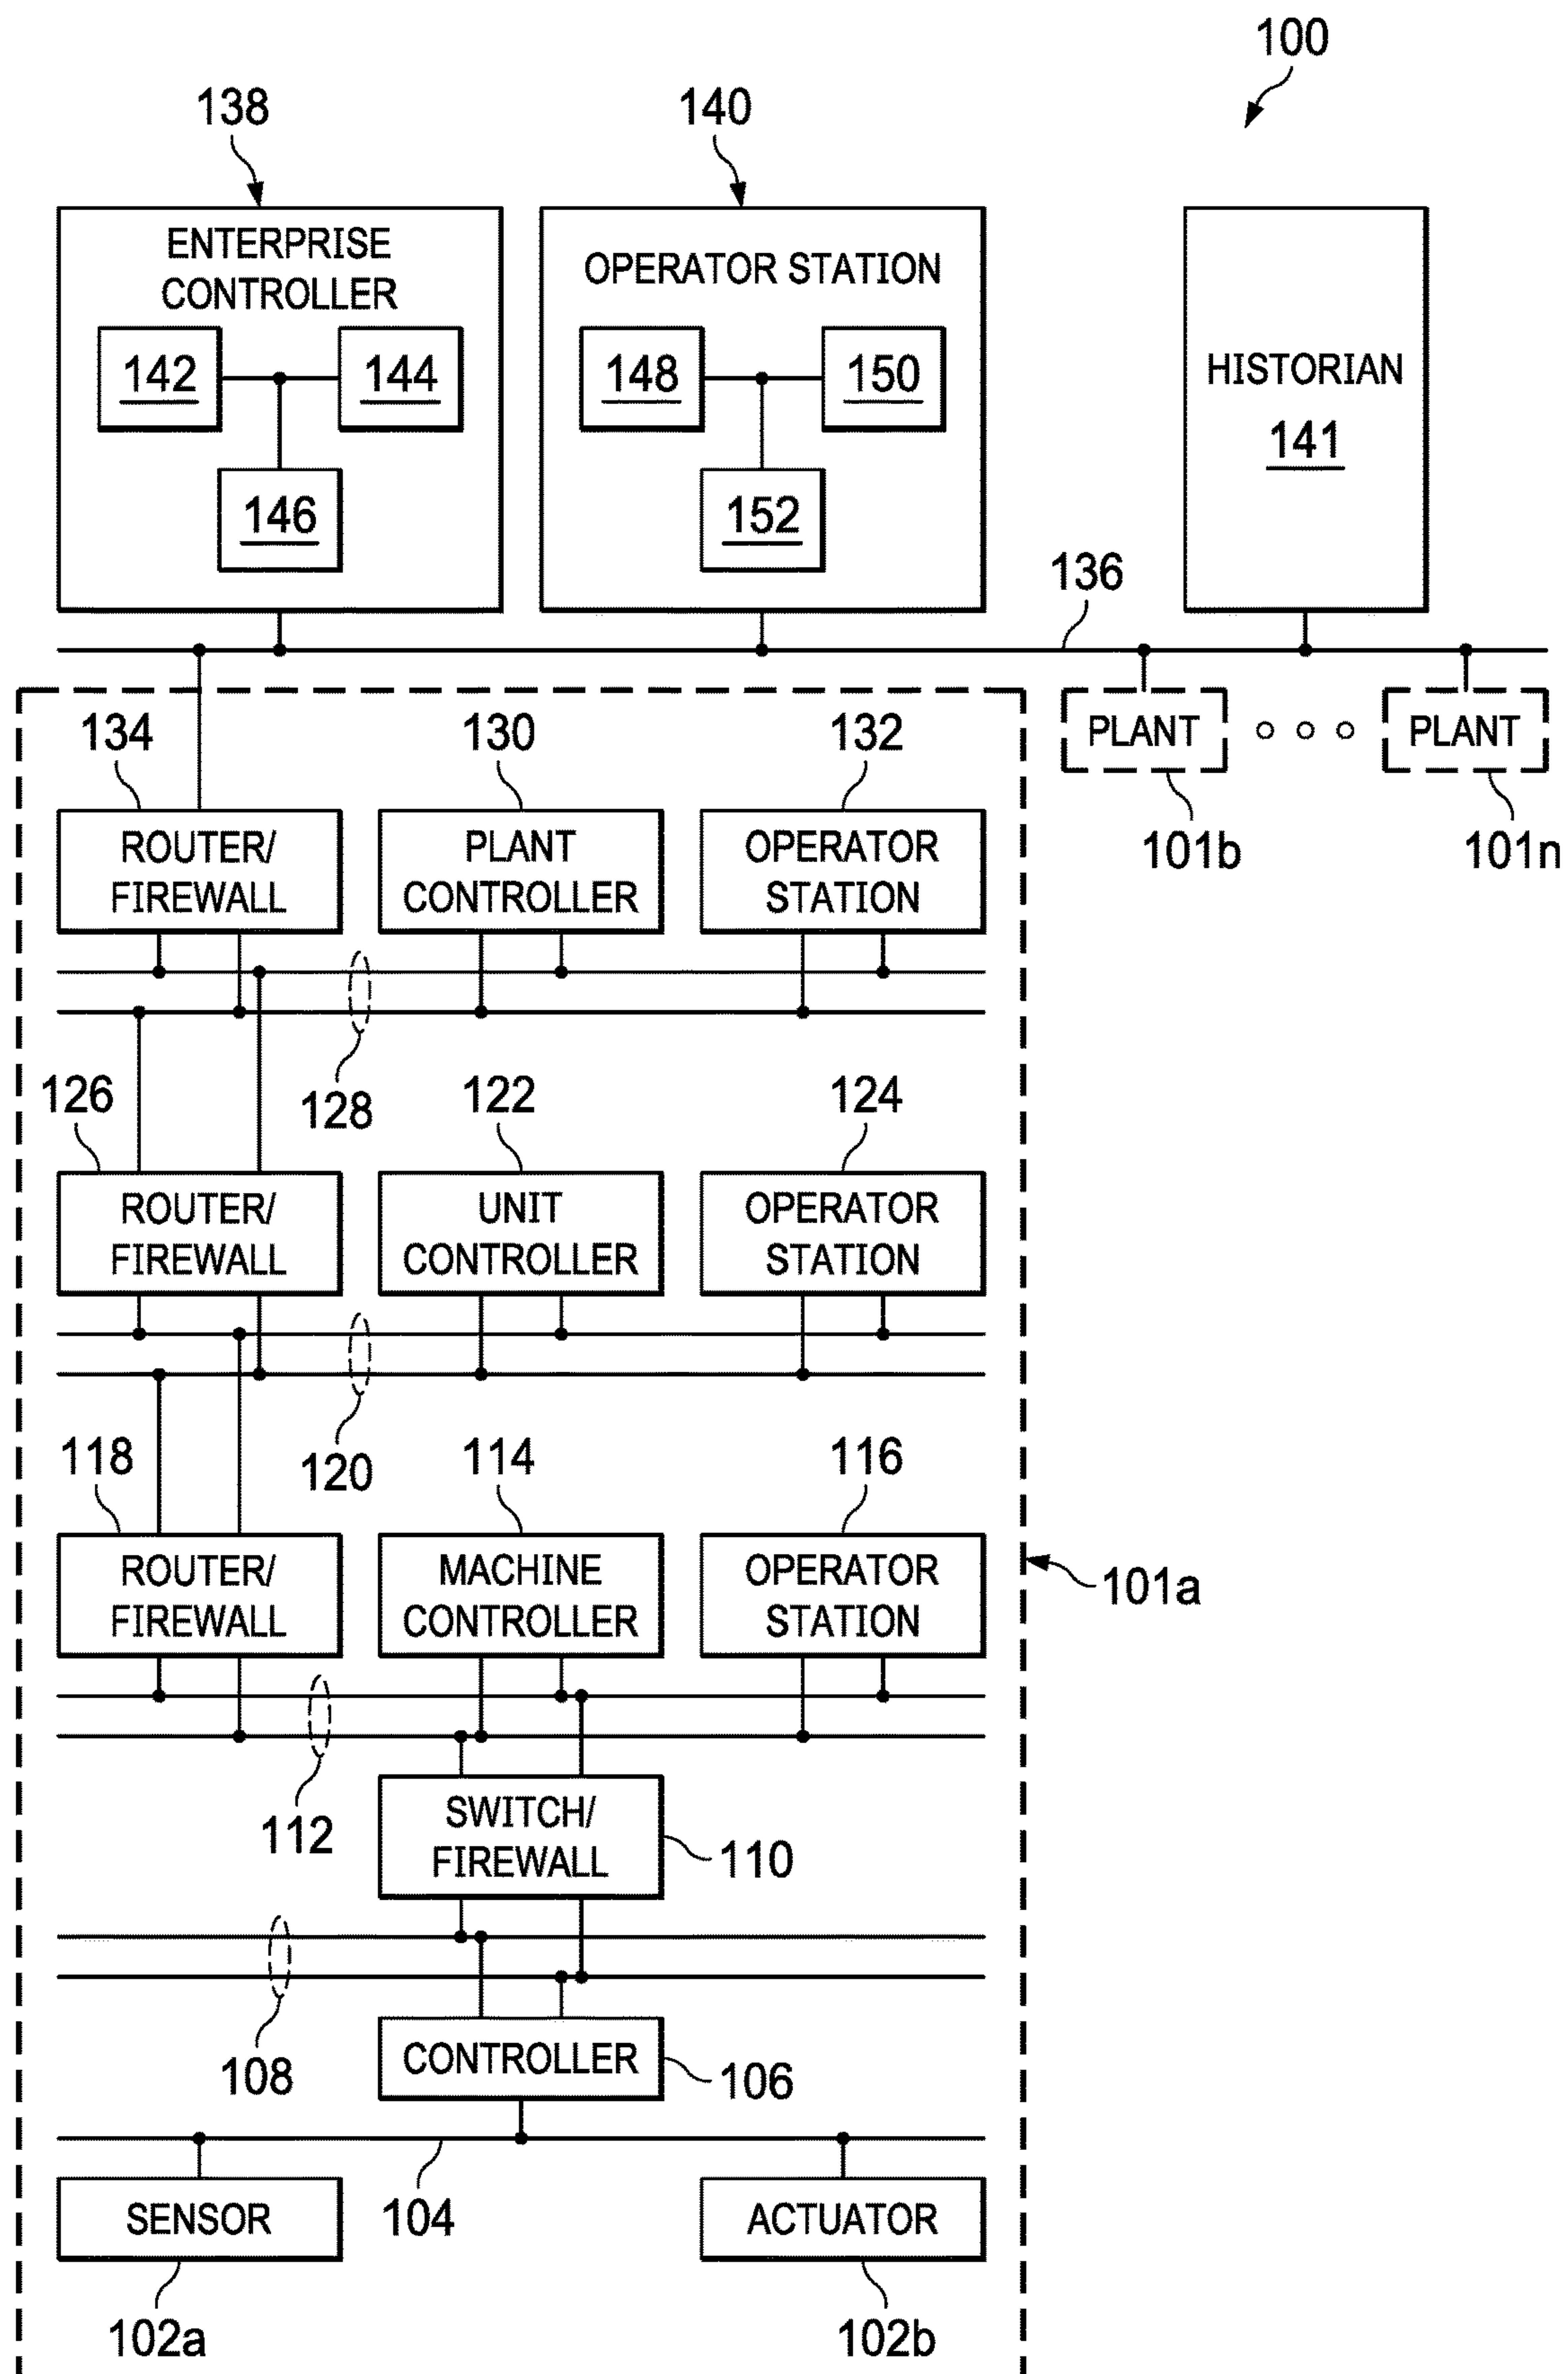 100
138
140
ENTERPRISE
CONTROLLER
142
144
146
OPERATOR STATION
148
150
152
HISTORIAN
141
136
PLANT
PLANT
101b
101n
134
130
132
ROUTER/
FIREWALL
PLANT
CONTROLLER
OPERATOR
STATION
128
126
122
124
ROUTER/
FIREWALL
UNIT
CONTROLLER
OPERATOR
STATION
120
118
114
116
ROUTER/
FIREWALL
MACHINE
CONTROLLER
OPERATOR
STATION
101a
112
SWITCH/
FIREWALL
110
108
CONTROLLER
106
104
SENSOR
ACTUATOR
102a
102b